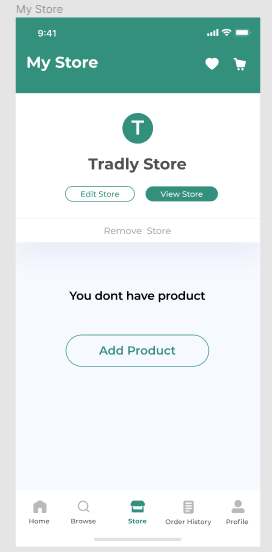 My Store
9:41
My Store
T
Tradly Store
Edit Store
View Store
Remove Store
You dont have product
Add Product
Home
Browse
Store
Order History
Profile